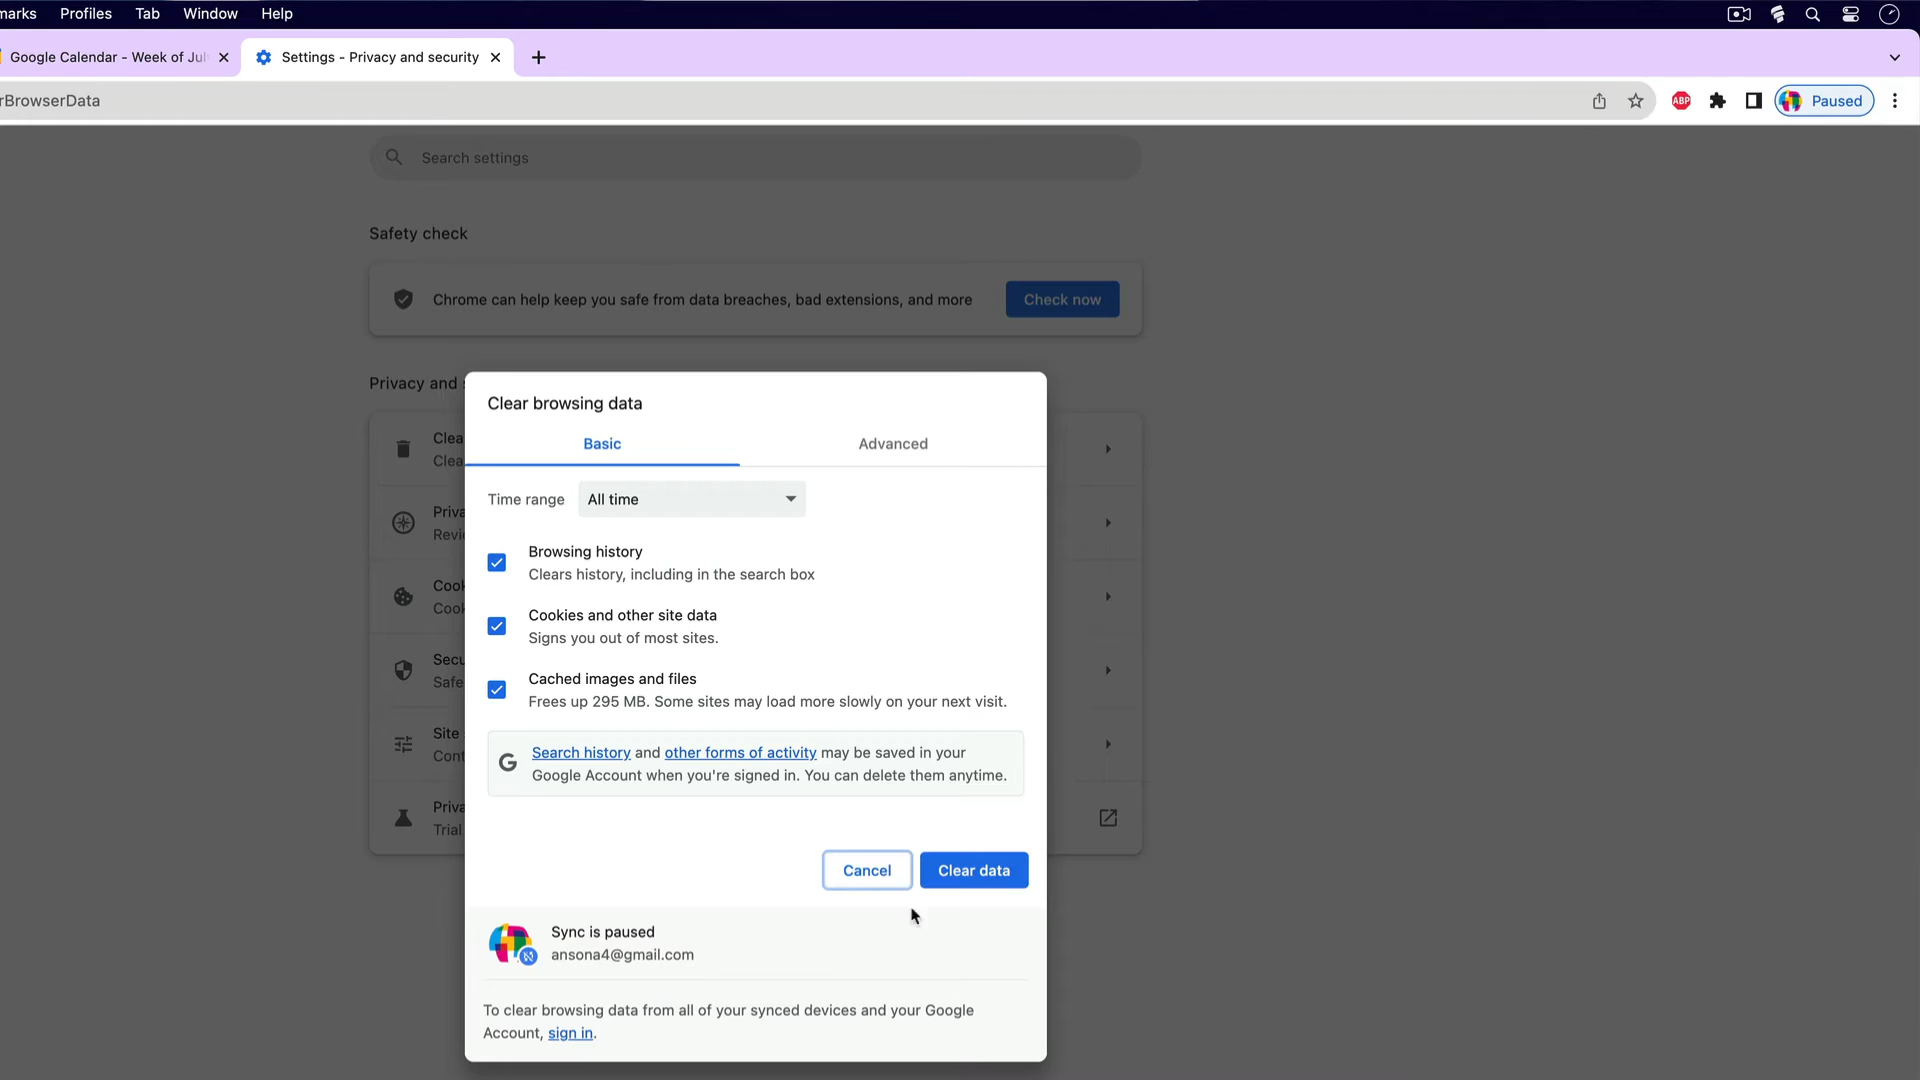 marks Profiles Tab Window Help
Google Calendar - Week of Jul
Settings - Privacy and security
rBrowserData
ABP
Paused
Search settings
Safety check
Chrome can help keep you safe from data breaches, bad extensions, and more
Check now
Privacy and s
Clea
Clea
Priva
Revie
Cook
Cook
Secu
Safe
Site
Cont
Priva
Trial
Clear browsing data
Basic
Advanced
Time range
All time
Browsing history
Clears history, including in the search box
Cookies and other site data
Signs you out of most sites.
Cached images and files
Frees up 295 MB. Some sites may load more slowly on your next visit.
G
Search history and other forms of activity may be saved in your
Google Account when you're signed in. You can delete them anytime.
Cancel
Clear data
Sync is paused
ansona4@gmail.com
To clear browsing data from all of your synced devices and your Google
Account, sign in.